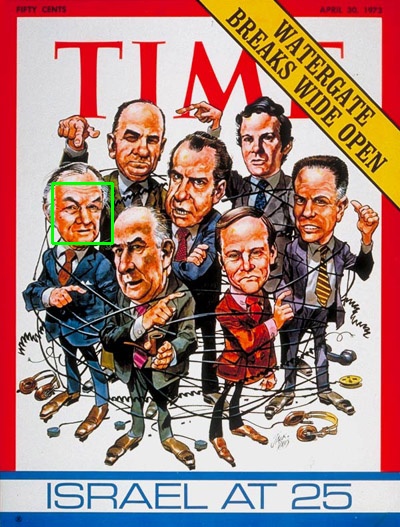 FIFTY CENTS
APRIL 30, 1973
TIME
WATERGATE
BREAKS WIDE OPEN
ISRAEL AT 25